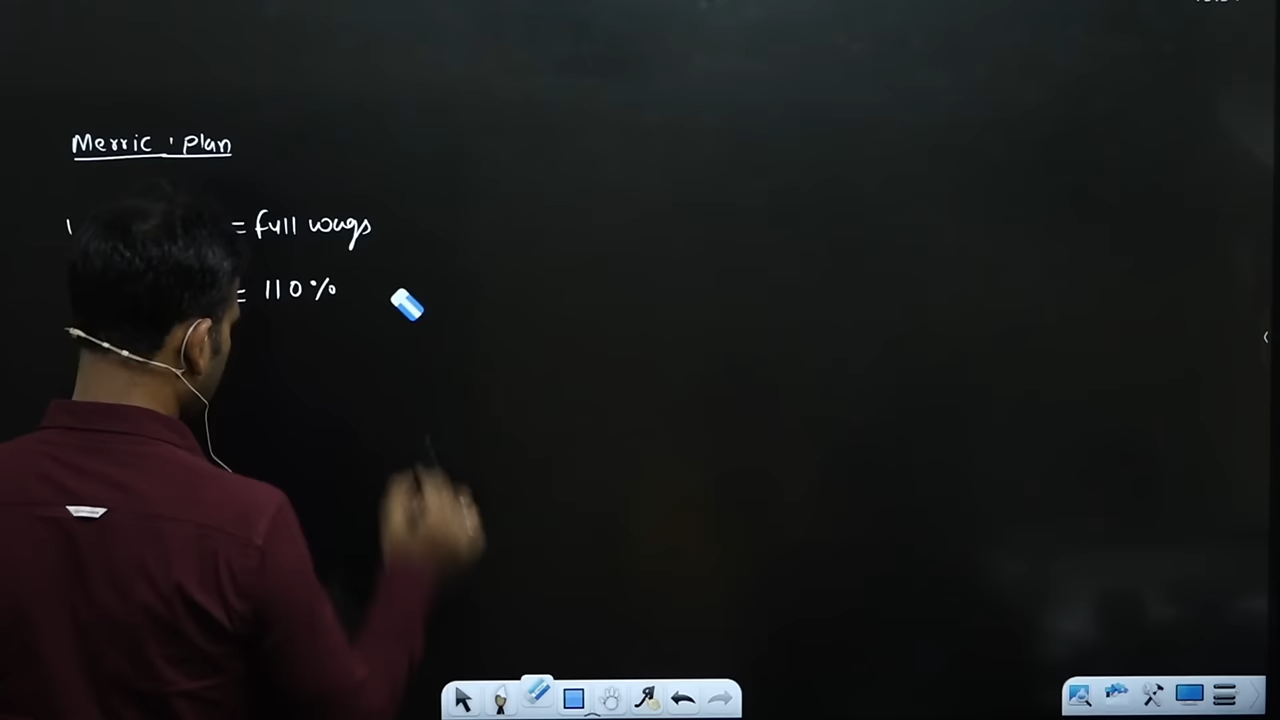 Merric . plan
= full wags
= 110%